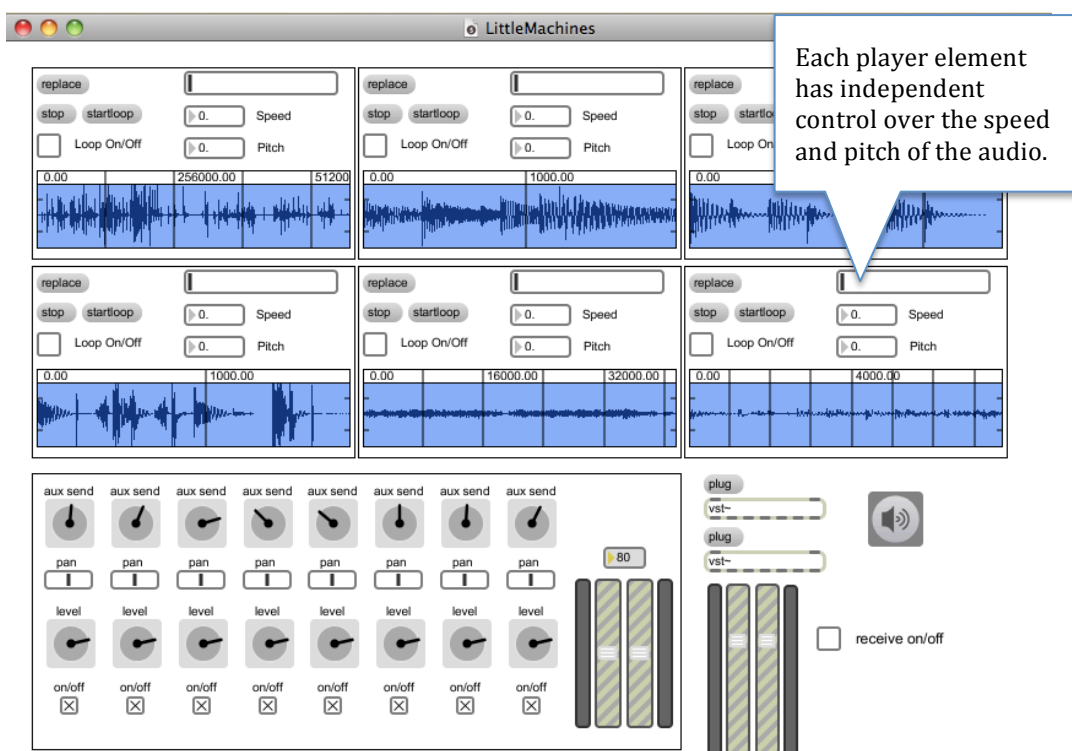 LittleMachines
Each player element
has independent
control over the speed
and pitch of the audio.
replace
stop startloop 0. Speed
Loop On/Off 0. Pitch
0.00 256000.00 51200
replace
stop startloop 0. Speed
Loop On/Off 0. Pitch
0.00 1000.00
replace
stop
Loop
0.00
replace
stop startloop 0. Speed
Loop On/Off 0. Pitch
0.00 1000.00
replace
stop startloop 0. Speed
Loop On/Off 0. Pitch
0.00 16000.00 32000.00
replace
stop startloop 0. Speed
Loop On/Off 0. Pitch
0.00 4000.00
aux send aux send aux send aux send aux send aux send aux send aux send
pan pan pan pan pan pan pan pan
level level level level level level level level
on/off on/off on/off on/off on/off on/off on/off on/off
80
plug
vst~
plug
vst~
receive on/off